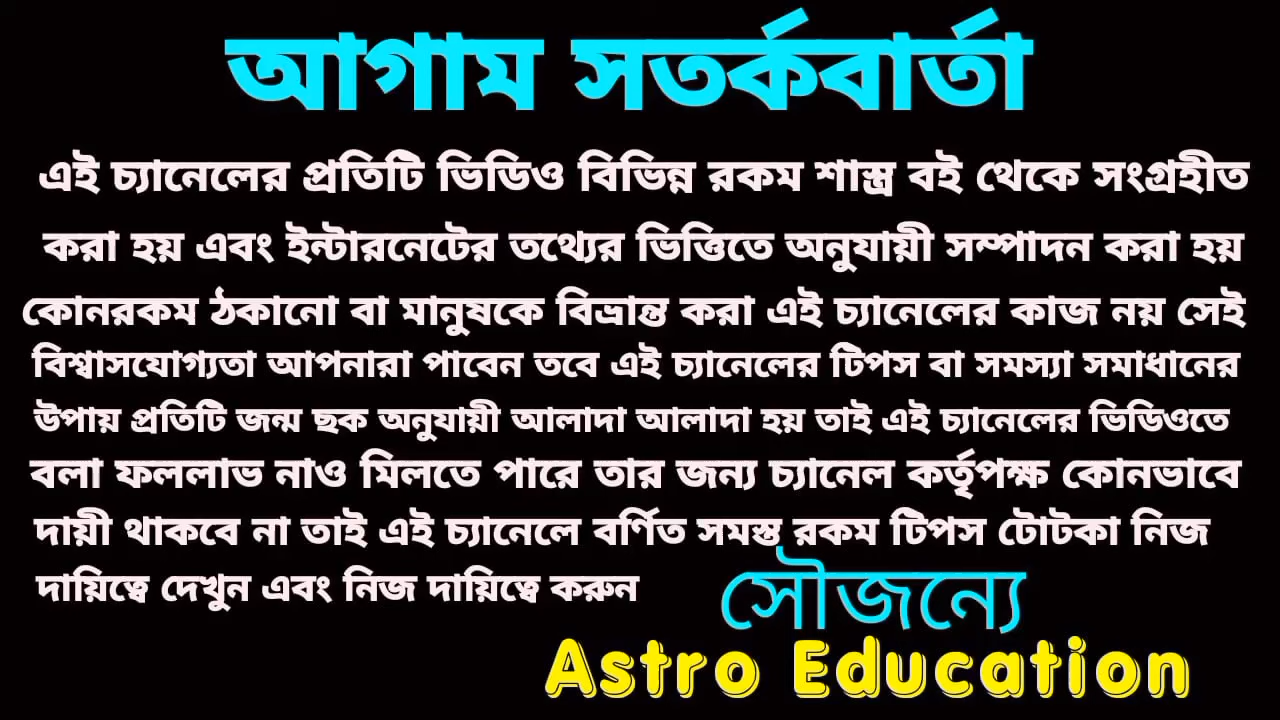 আগাম সতর্কবার্তা
এই চ্যানেলের প্রতিটি ভিডিও বিভিন্ন রকম শাস্ত্র বই থেকে সংগ্রহীত
করা হয় এবং ইন্টারনেটের তথ্যের ভিত্তিতে অনুযায়ী সম্পাদন করা হয়
কোনরকম ঠকানো বা মানুষকে বিভ্রান্ত করা এই চ্যানেলের কাজ নয় সেই
বিশ্বাসযোগ্যতা আপনারা পাবেন তবে এই চ্যানেলের টিপস বা সমস্যা সমাধানের
উপায় প্রতিটি জন্ম ছক অনুযায়ী আলাদা আলাদা হয় তাই এই চ্যানেলের ভিডিওতে
বলা ফললাভ নাও মিলতে পারে তার জন্য চ্যানেল কর্তৃপক্ষ কোনভাবে
দায়ী থাকবে না তাই এই চ্যানেলে বর্ণিত সমস্ত রকম টিপস টোটকা নিজ
দায়িত্বে দেখুন এবং নিজ দায়িত্বে করুন
সৌজন্যে
Astro Education